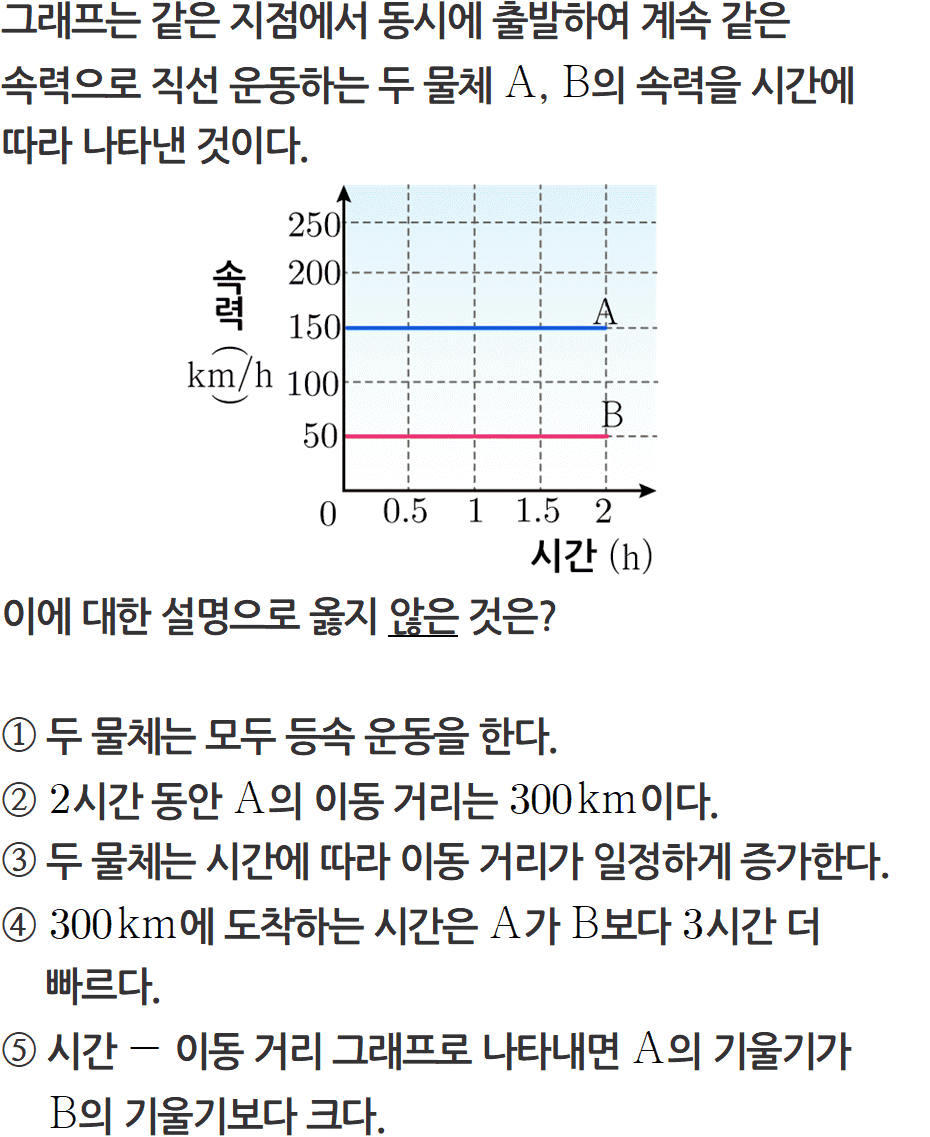 그래프는 같은 지점에서 동시에 출발하여 계속 같은
속력으로 직선 운동하는 두 물체 A, B의 속력을 시간에
따라 나타낸 것이다.
250
속력
200
A
150
(km/h)
100
B
50
0 0.5 1 1.5 2
시간 (h)
이에 대한 설명으로 옳지 않은 것은?
① 두 물체는 모두 등속 운동을 한다.
② 2시간 동안 A의 이동 거리는 300km이다.
③ 두 물체는 시간에 따라 이동 거리가 일정하게 증가한다.
④ 300km에 도착하는 시간은 A가 B보다 3시간 더
빠르다.
⑤ 시간 - 이동 거리 그래프로 나타내면 A의 기울기가
B의 기울기보다 크다.